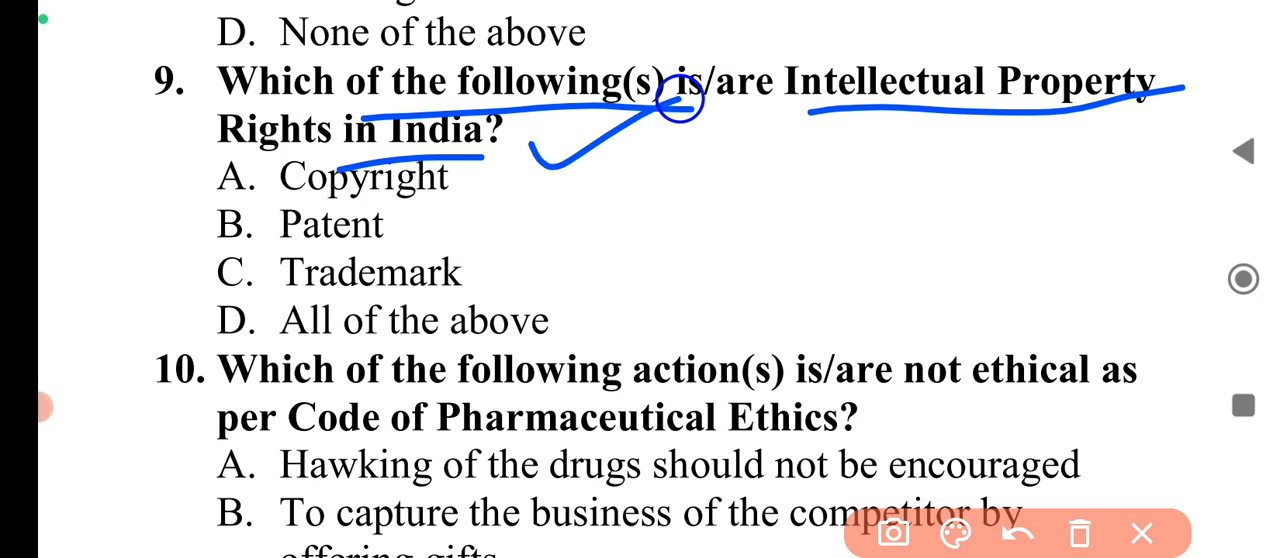 D. None of the above
9. Which of the following(s) is/are Intellectual Property
Rights in India?
A. Copyright
B. Patent
C. Trademark
D. All of the above
10. Which of the following action(s) is/are not ethical as
per Code of Pharmaceutical Ethics?
A. Hawking of the drugs should not be encouraged
B. To capture the business of the competitor by
offering gifts